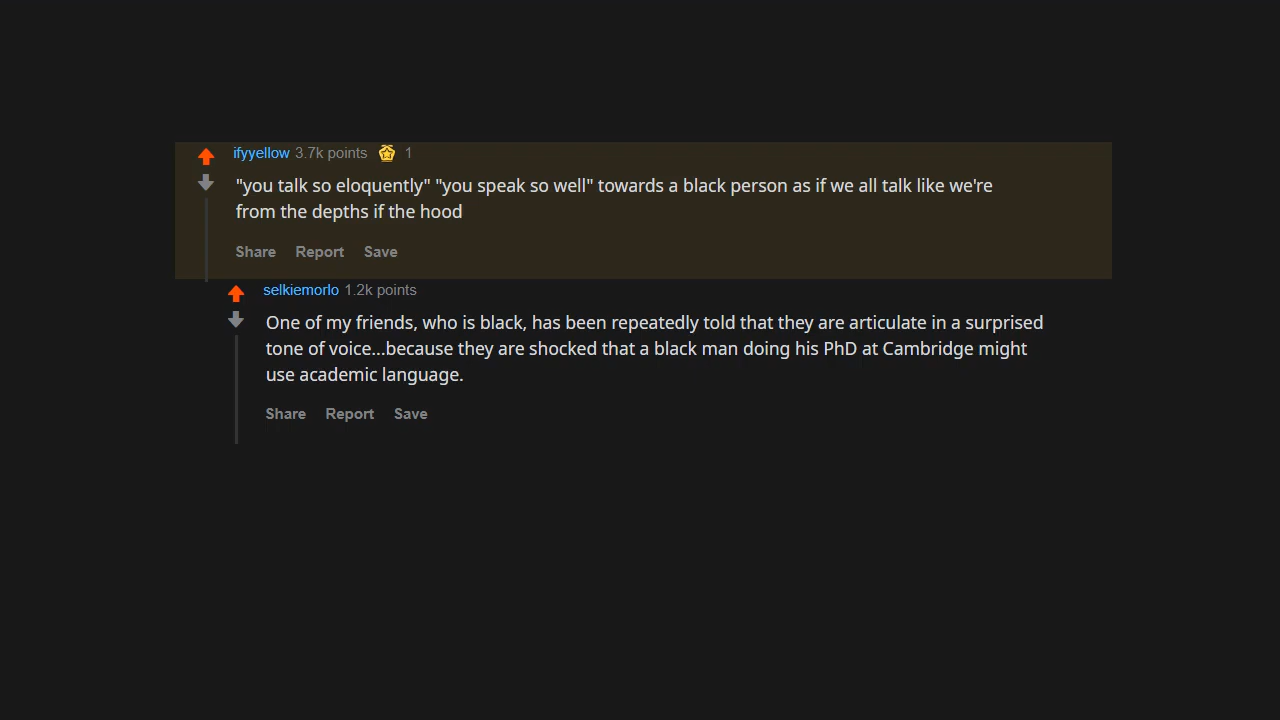 ifyyellow 3.7k points 1
"you talk so eloquently" "you speak so well" towards a black person as if we all talk like we're
from the depths if the hood
Share Report Save
selkiemorlo 1.2k points
One of my friends, who is black, has been repeatedly told that they are articulate in a surprised
tone of voice...because they are shocked that a black man doing his PhD at Cambridge might
use academic language.
Share Report Save